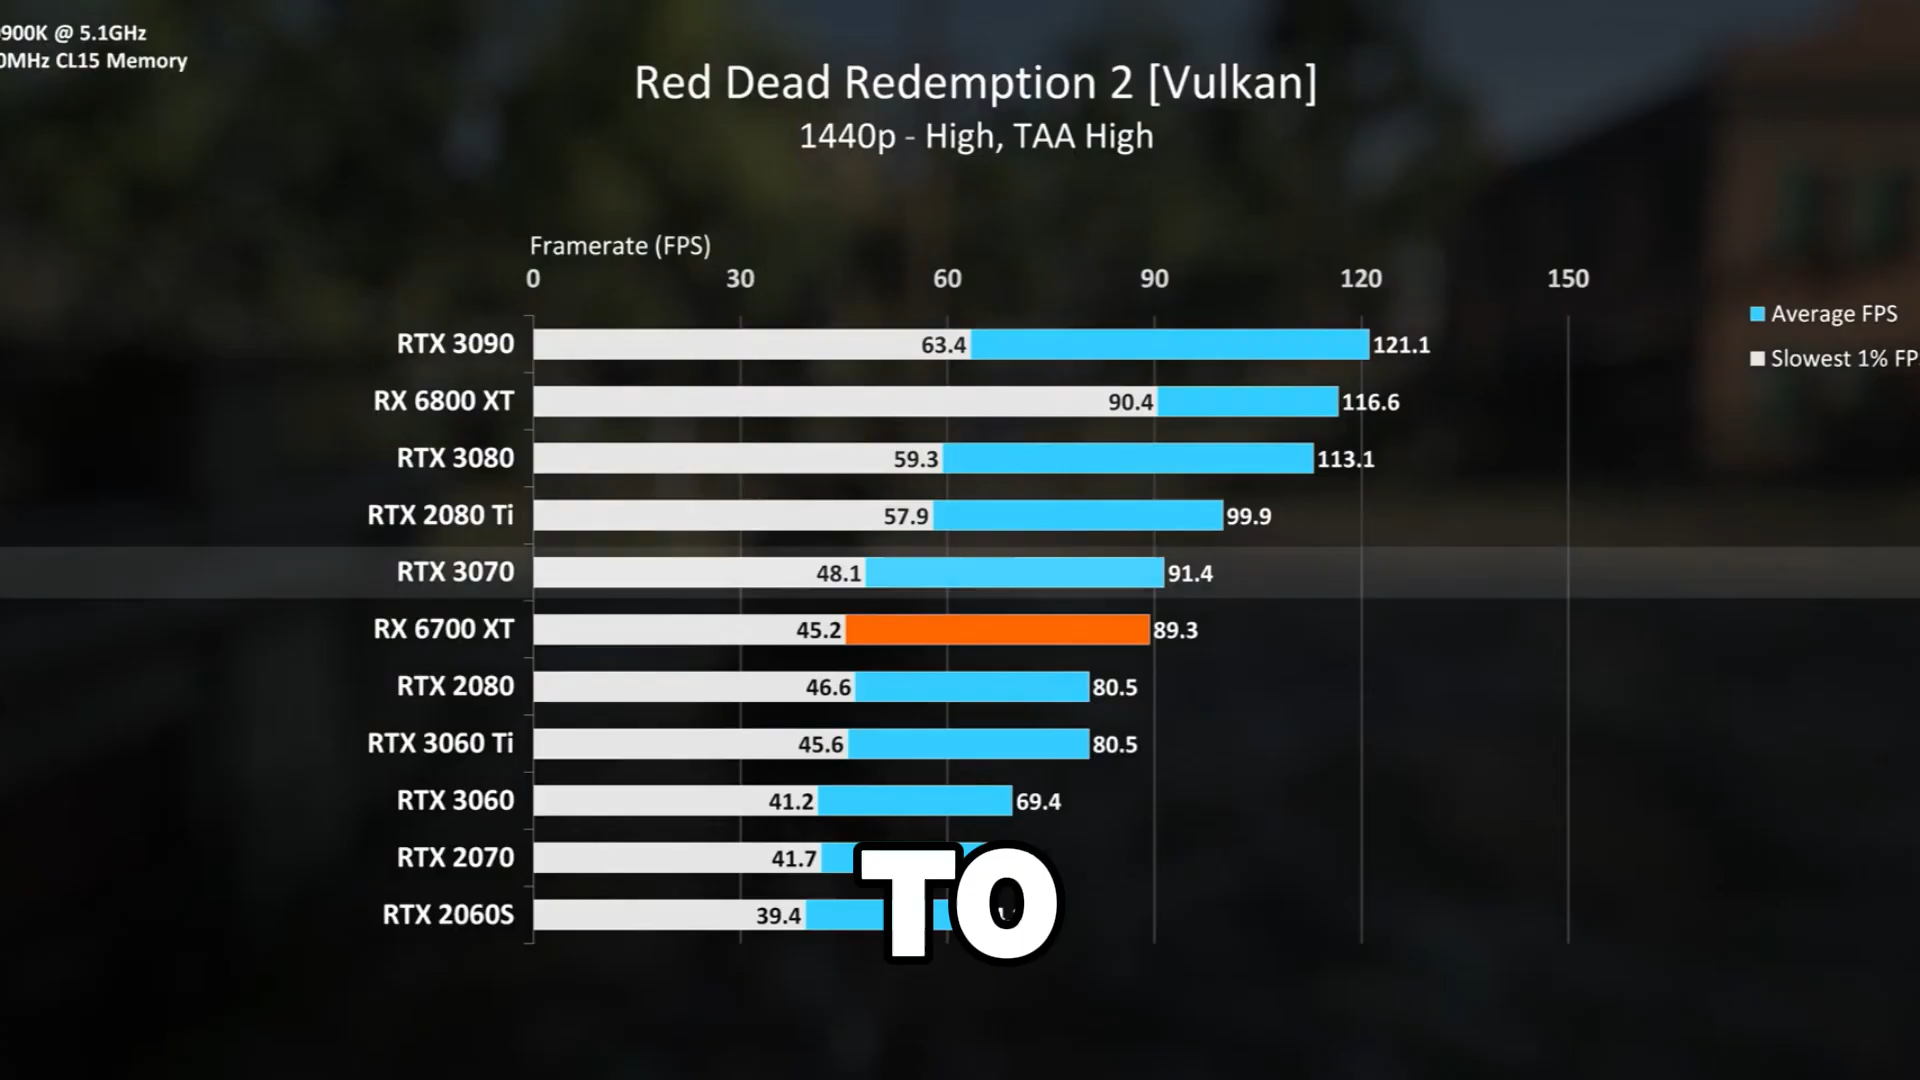 900K @ 5.1GHz
0MHz CL15 Memory
Red Dead Redemption 2 [Vulkan]
1440p - High, TAA High
Framerate (FPS)
0 30 60 90 120 150
Average FPS
Slowest 1% FP
RTX 3090 63.4 121.1
RX 6800 XT 90.4 116.6
RTX 3080 59.3 113.1
RTX 2080 Ti 57.9 99.9
RTX 3070 48.1 91.4
RX 6700 XT 45.2 89.3
RTX 2080 46.6 80.5
RTX 3060 Ti 45.6 80.5
RTX 3060 41.2 69.4
RTX 2070 41.7
RTX 2060S 39.4
TO